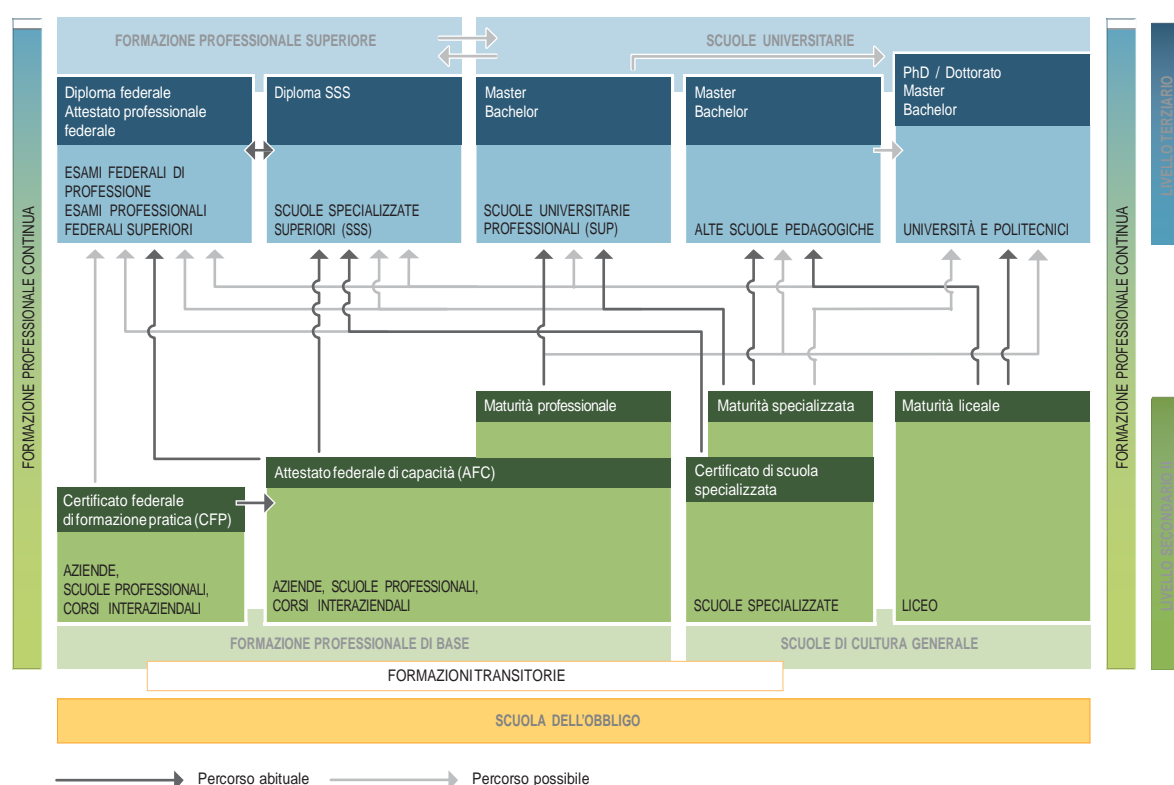 FORMAZIONE PROFESSIONALE SUPERIORE
SCUOLE UNIVERSITARIE
Diploma federale
Attestato professionale
federale
ESAMI FEDERALI DI
PROFESSIONE
ESAMI PROFESSIONALI
FEDERALI SUPERIORI
Diploma SSS
SCUOLE SPECIALIZZATE
SUPERIORI (SSS)
Master
Bachelor
SCUOLE UNIVERSITARIE
PROFESSIONALI (SUP)
Master
Bachelor
ALTE SCUOLE PEDAGOGICHE
PhD / Dottorato
Master
Bachelor
UNIVERSITÀ E POLITECNICI
FORMAZIONE PROFESSIONALE CONTINUA
FORMAZIONE PROFESSIONALE CONTINUA
LIVELLO TERZIARIO
Maturità professionale
Maturità specializzata
Maturità liceale
Attestato federale di capacità (AFC)
Certificato di scuola
specializzata
Certificato federale
di formazione pratica (CFP)
AZIENDE,
SCUOLE PROFESSIONALI,
CORSI INTERAZIENDALI
AZIENDE, SCUOLE PROFESSIONALI,
CORSI INTERAZIENDALI
SCUOLE SPECIALIZZATE
LICEO
LIVELLO SECONDARIO
FORMAZIONE PROFESSIONALE DI BASE
SCUOLE DI CULTURA GENERALE
FORMAZIONI TRANSITORIE
SCUOLA DELL'OBBLIGO
Percorso abituale
Percorso possibile